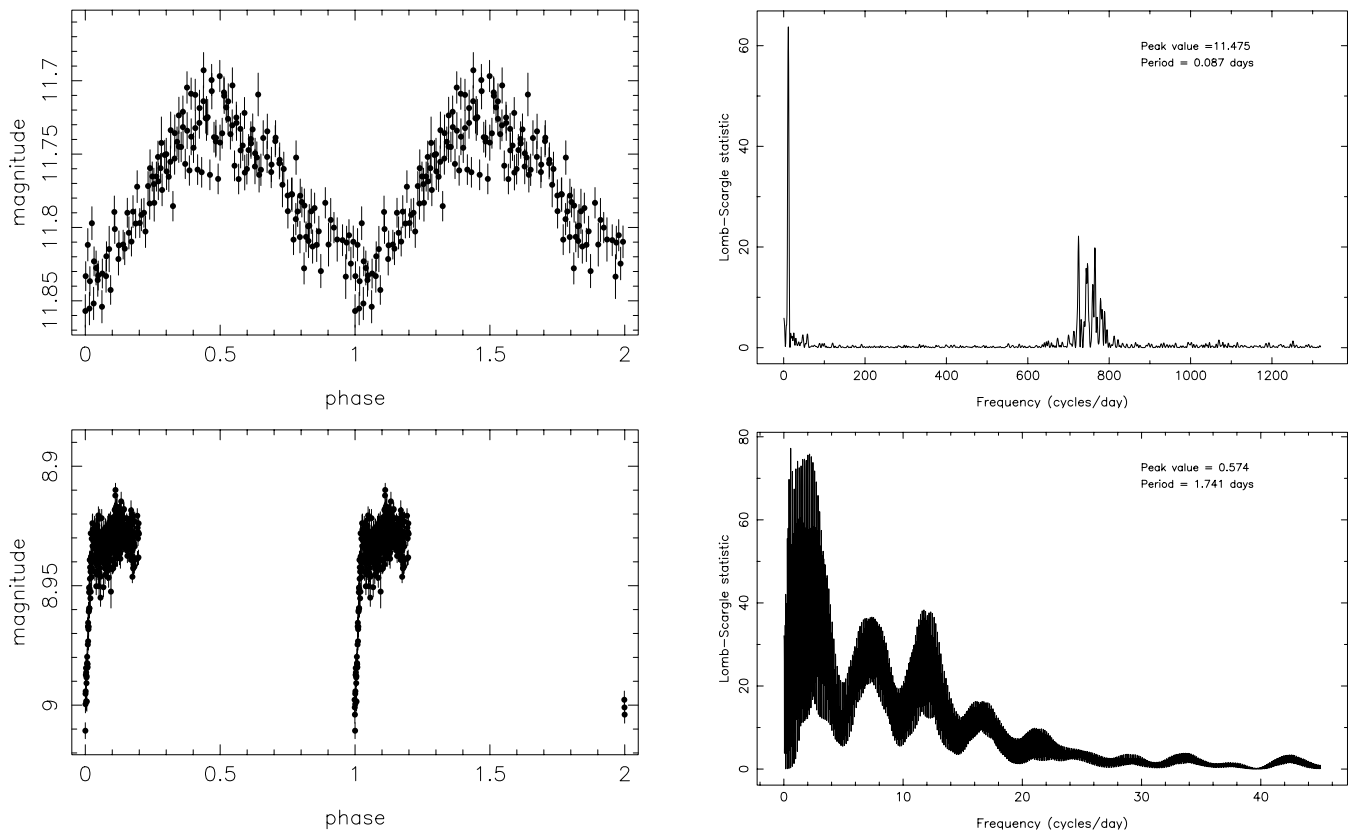 11.7
11.75
11.8
11.85
magnitude
0 0.5 1 1.5 2
phase
60
40
20
0
Lomb−Scargle statistic
Peak value =11.475
Period = 0.087 days
0 200 400 600 800 1000 1200
Frequency (cycles/day)
8.9
8.95
9
magnitude
0 0.5 1 1.5 2
phase
80
60
40
20
0
Lomb−Scargle statistic
Peak value = 0.574
Period = 1.741 days
0 10 20 30 40
Frequency (cycles/day)